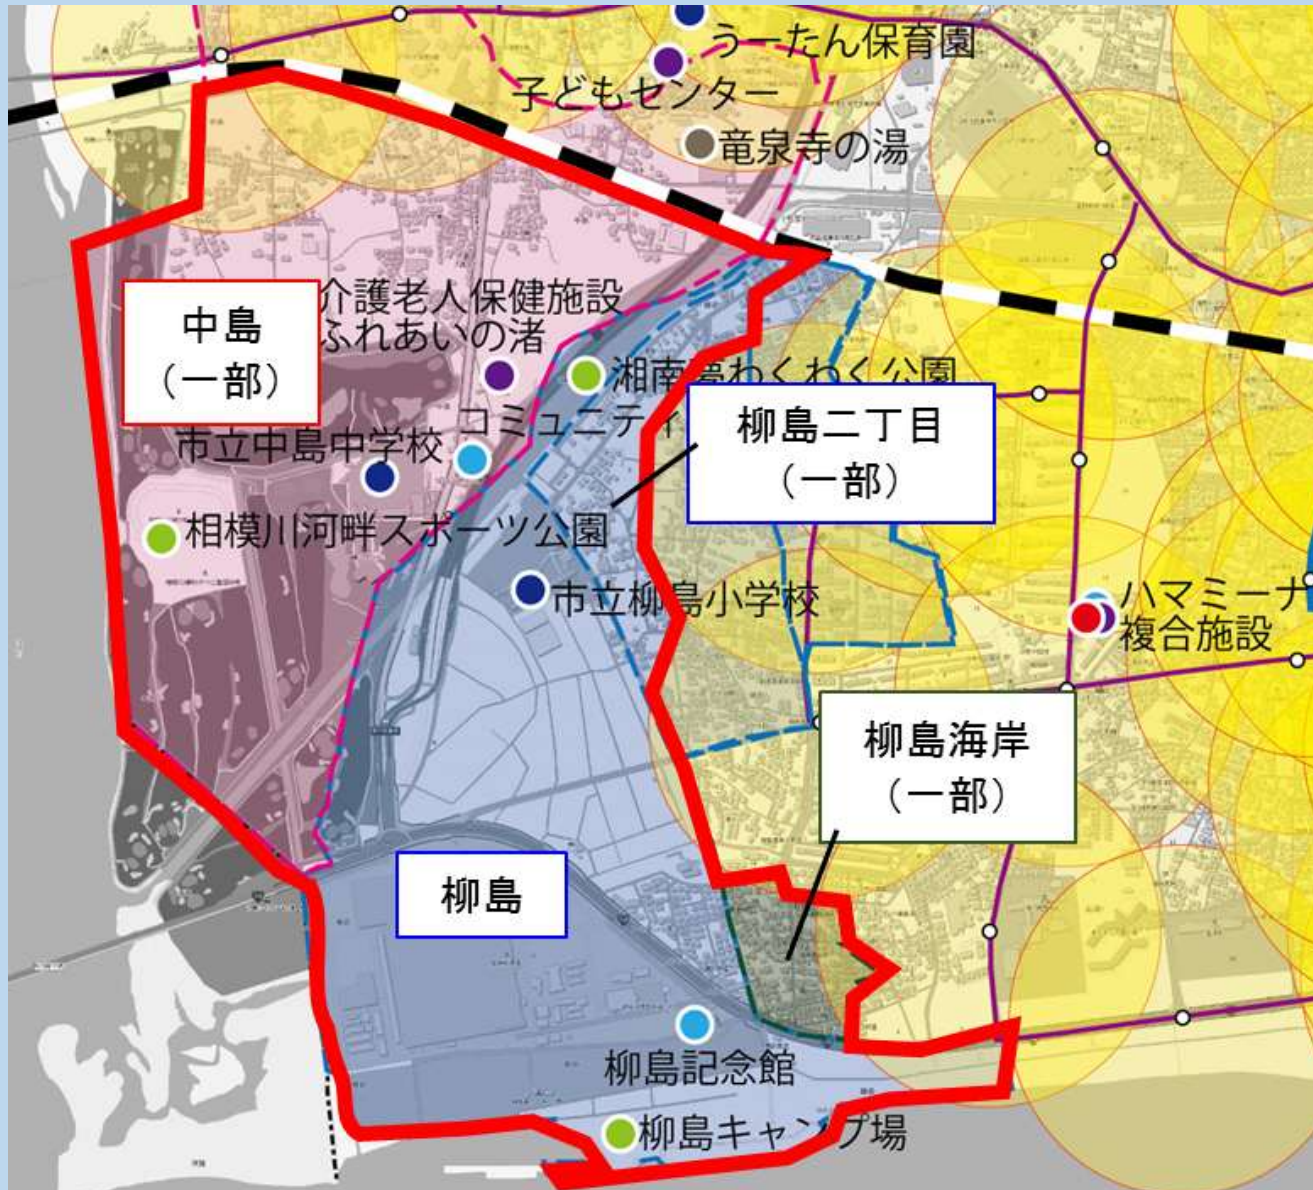 うーたん保育園
子どもセンター
竜泉寺の湯
中島
（一部）
介護老人保健施設
ふれあいの渚
湘南夢わくわく公園
コミュニティ
柳島二丁目
（一部）
市立中島中学校
相模川河畔スポーツ公園
市立柳島小学校
ハマミーナ
複合施設
柳島海岸
（一部）
柳島
柳島記念館
柳島キャンプ場